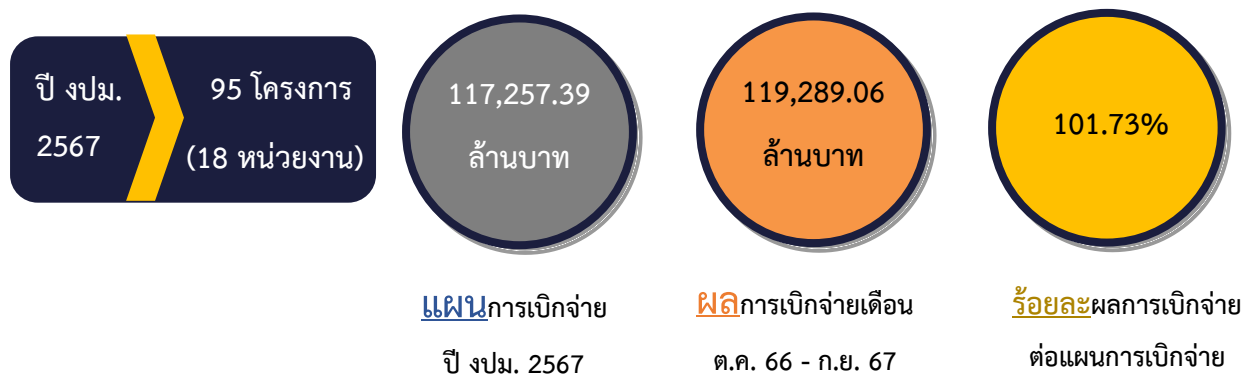 ปี งปม.
2567
95 โครงการ
(18 หน่วยงาน)
117,257.39
ล้านบาท
119,289.06
ล้านบาท
101.73%
แผนการเบิกจ่าย
ปี งปม. 2567
ผลการเบิกจ่ายเดือน
ต.ค. 66 - ก.ย. 67
ร้อยละผลการเบิกจ่าย
ต่อแผนการเบิกจ่าย